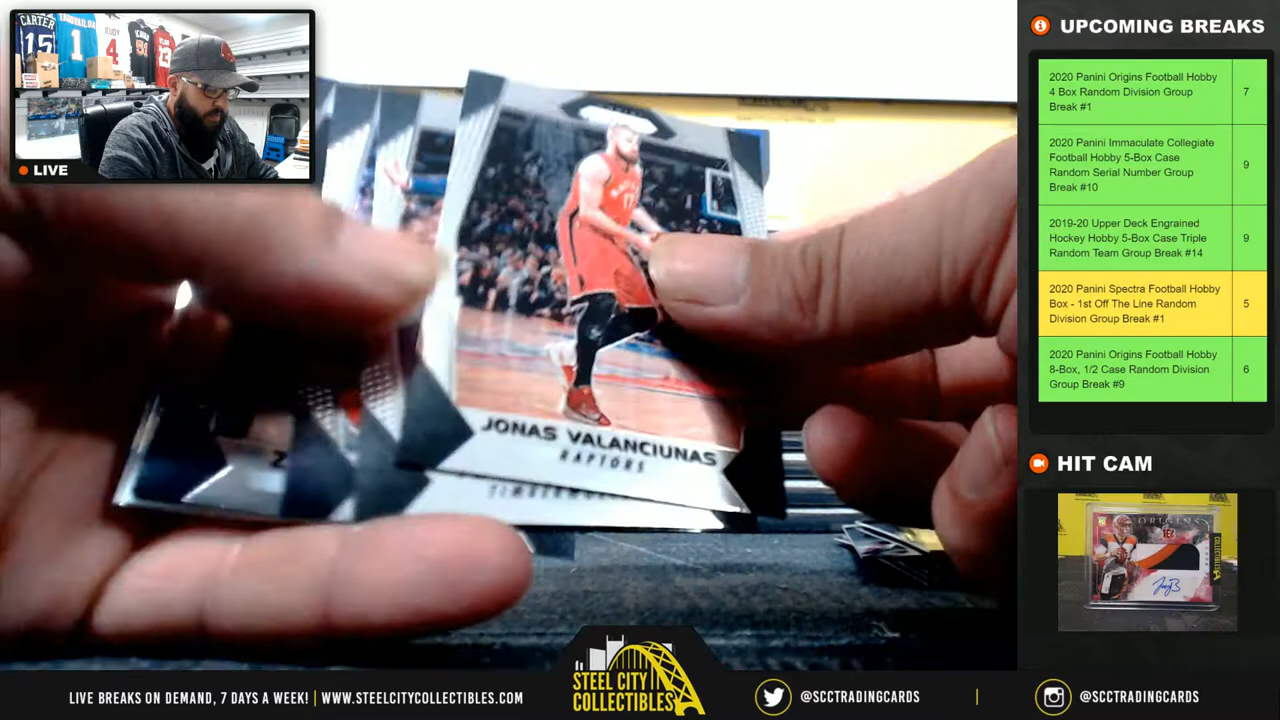 CARTER
15
1
JEUDY
4
LIVE
JONAS VALANCIUNAS
RAPTORS
UPCOMING BREAKS
2020 Panini Origins Football Hobby
4 Box Random Division Group
Break #1
7
2020 Panini Immaculate Collegiate
Football Hobby 5-Box Case
Random Serial Number Group
Break #10
9
2019-20 Upper Deck Engrained
Hockey Hobby 5-Box Case Triple
Random Team Group Break #14
9
2020 Panini Spectra Football Hobby
Box - 1st Off The Line Random
Division Group Break #1
5
2020 Panini Origins Football Hobby
8-Box, 1/2 Case Random Division
Group Break #9
6
HIT CAM
ORIGINS
LIVE BREAKS ON DEMAND, 7 DAYS A WEEK! | WWW.STEELCITYCOLLECTIBLES.COM
STEEL CITY
COLLECTIBLES
@SCCTRADINGCARDS
@SCCTRADINGCARDS